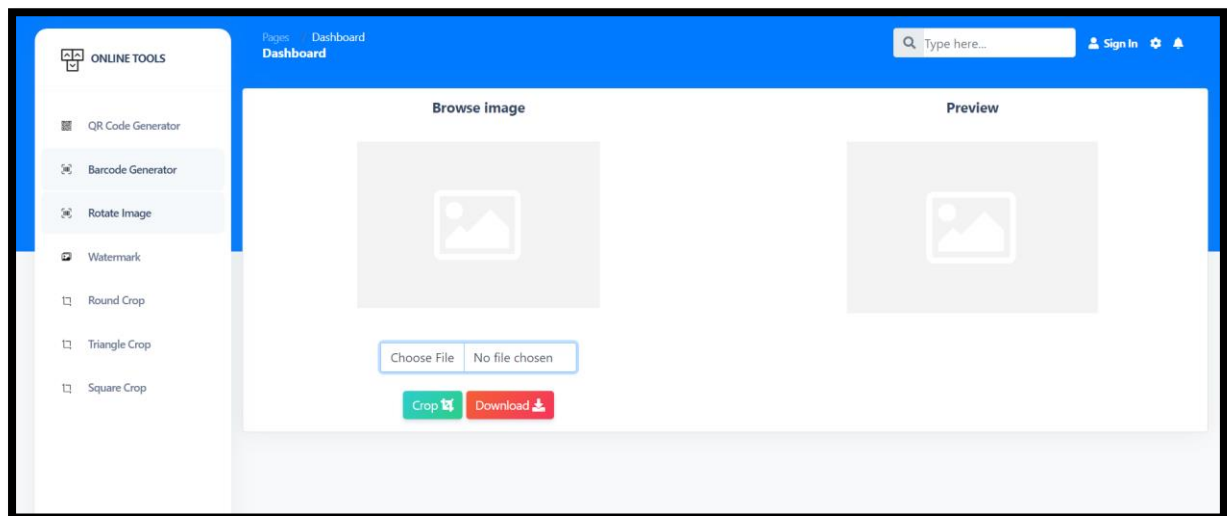 ONLINE TOOLS
QR Code Generator
Barcode Generator
Rotate Image
Watermark
Round Crop
Triangle Crop
Square Crop
Pages / Dashboard
Dashboard
Type here...
Sign In
Browse image
Preview
Choose File No file chosen
Crop Download